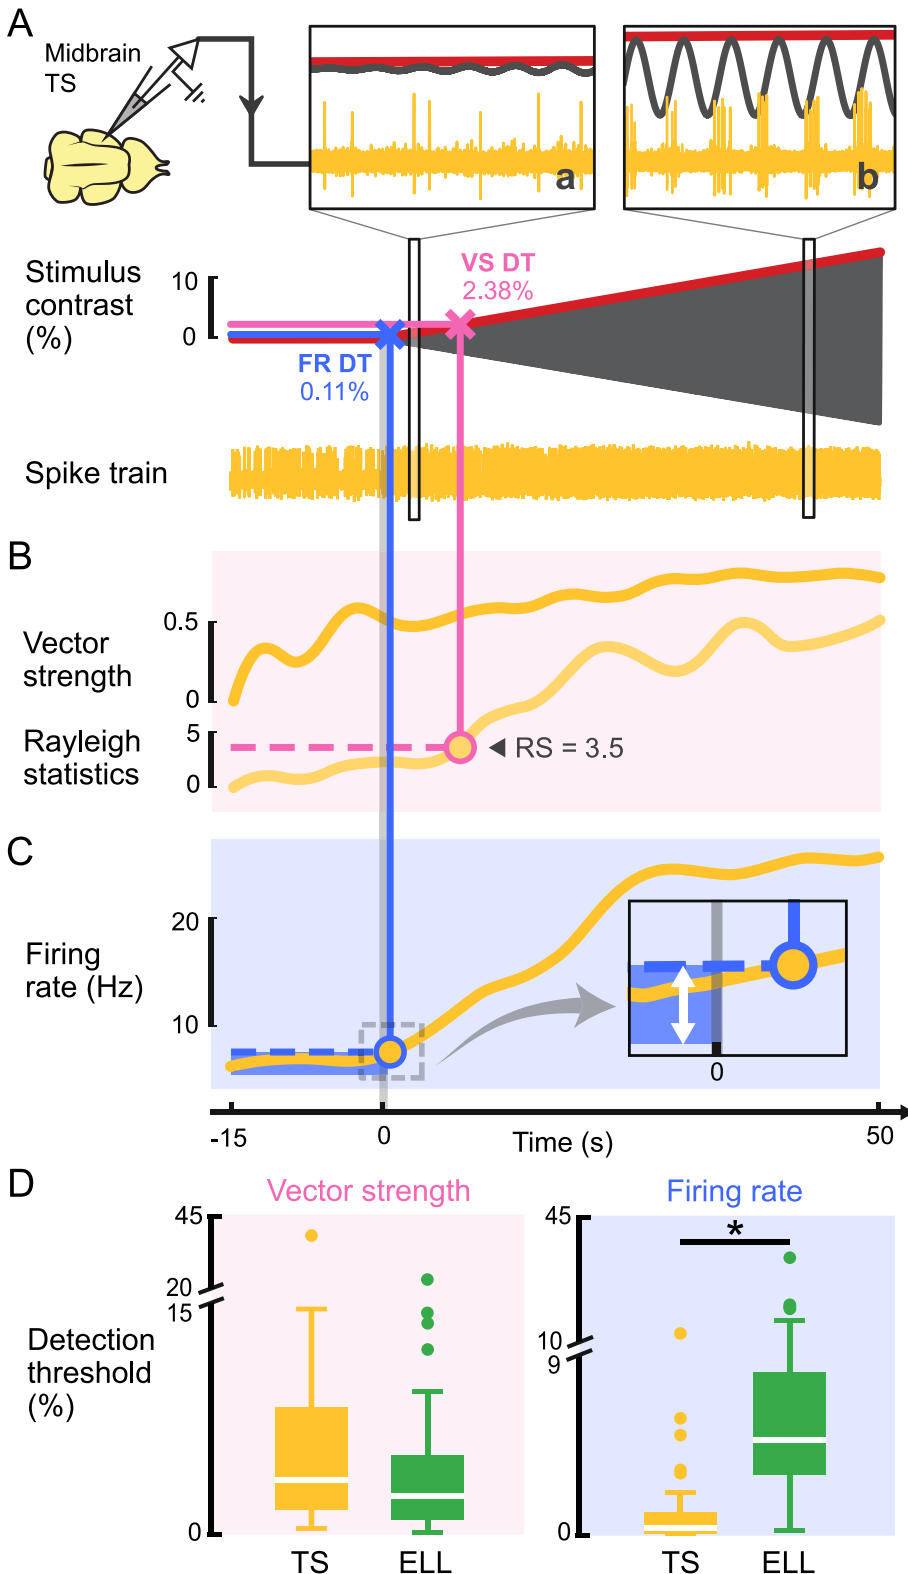 A
Midbrain
TS
a
b
Stimulus
contrast
(%)
10
0
VS DT
2.38%
FR DT
0.11%
Spike train
B
Vector
strength
0.5
0
Rayleigh
statistics
5
0
RS = 3.5
C
Firing
rate (Hz)
20
10
0
-15
0
Time (s)
50
D
Vector strength
Firing rate
Detection
threshold
(%)
45
20
15
0
TS
ELL
45
10
9
0
*
TS
ELL